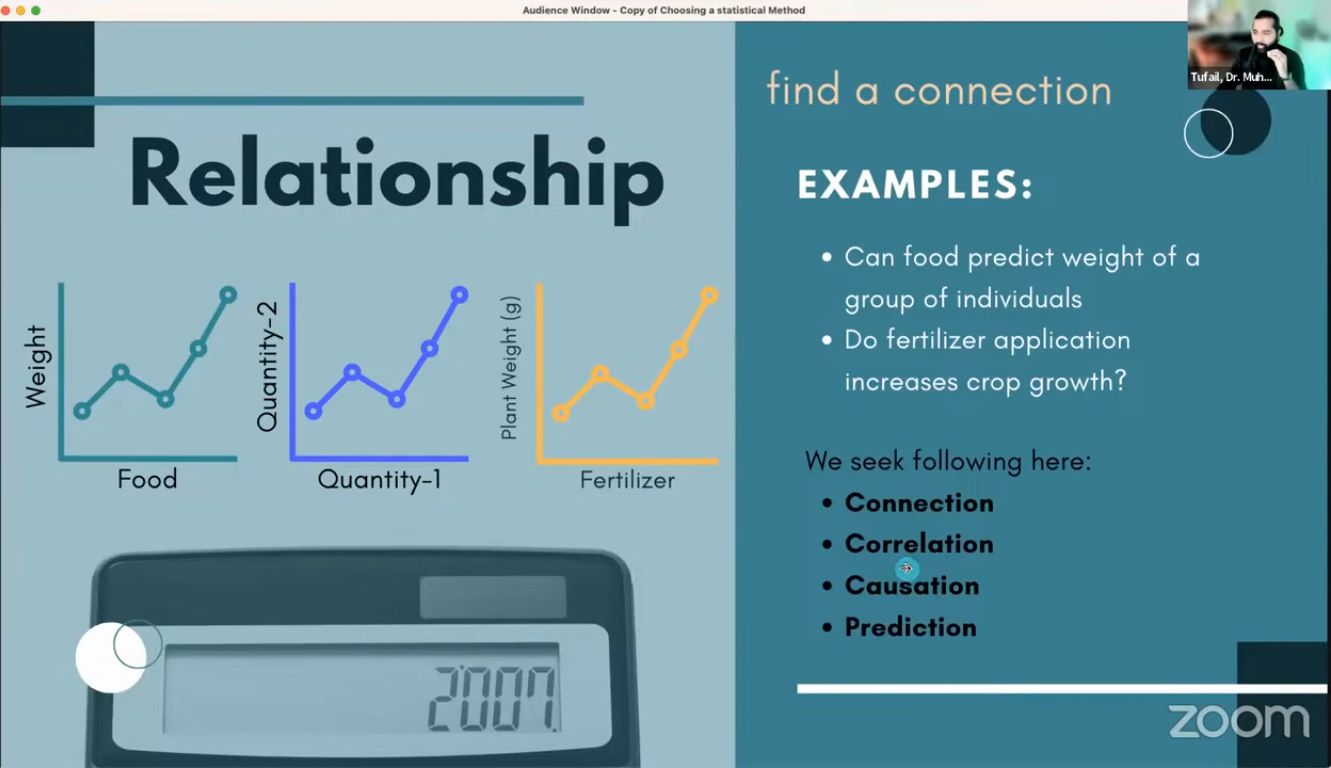 Audience Window - Copy of Choosing a statistical Method
Tufail, Dr. Muh...
find a connection
Relationship
EXAMPLES:
• Can food predict weight of a
group of individuals
• Do fertilizer application
increases crop growth?
Weight
Food
Quantity-2
Quantity-1
Plant Weight (g)
Fertilizer
We seek following here:
• Connection
• Correlation
• Causation
• Prediction
2007.
zoom